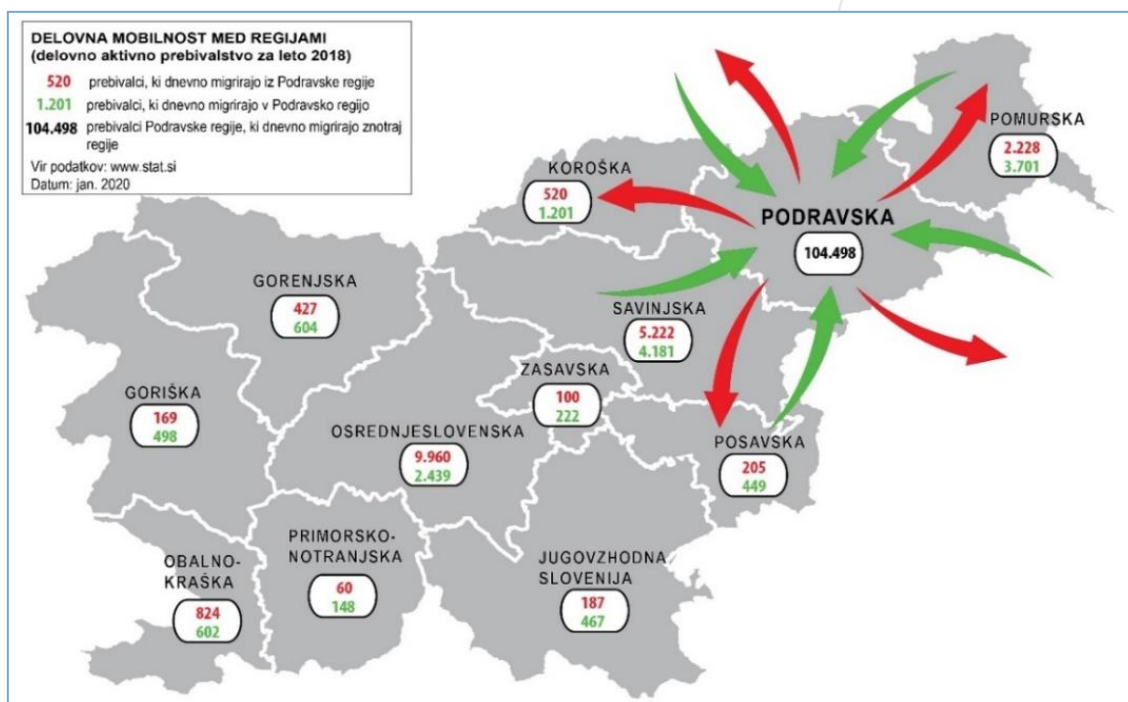 DELOVNA MOBILNOST MED REGIJAMI
(delovno aktivno prebivalstvo za leto 2018)
520 prebivalci, ki dnevno migrirajo iz Podravske regije
1.201 prebivalci, ki dnevno migrirajo v Podravsko regijo
104.498 prebivalci Podravske regije, ki dnevno migrirajo znotraj
regije
Vir podatkov: www.stat.si
Datum: jan. 2020
POMURSKA
2.228
3.701
KOROŠKA
520
1.201
PODRAVSKA
104.498
GORENJSKA
427
604
SAVINJSKA
5.222
4.181
ZASAVSKA
100
222
GORIŠKA
169
498
OSREDNJESLOVENSKA
9.960
2.439
POSAVSKA
205
449
PRIMORSKO-
NOTRANJSKA
60
148
OBALNO-
KRAŠKA
824
602
JUGOVZHODNA
SLOVENIJA
187
467